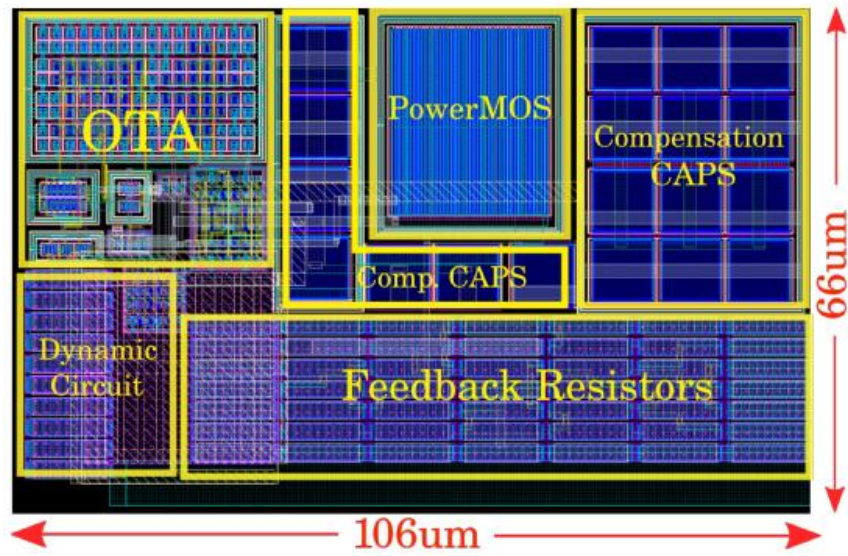 OTA
PowerMOS
Compensation
CAPS
Comp. CAPS
Dynamic
Circuit
Feedback Resistors
66um
106um